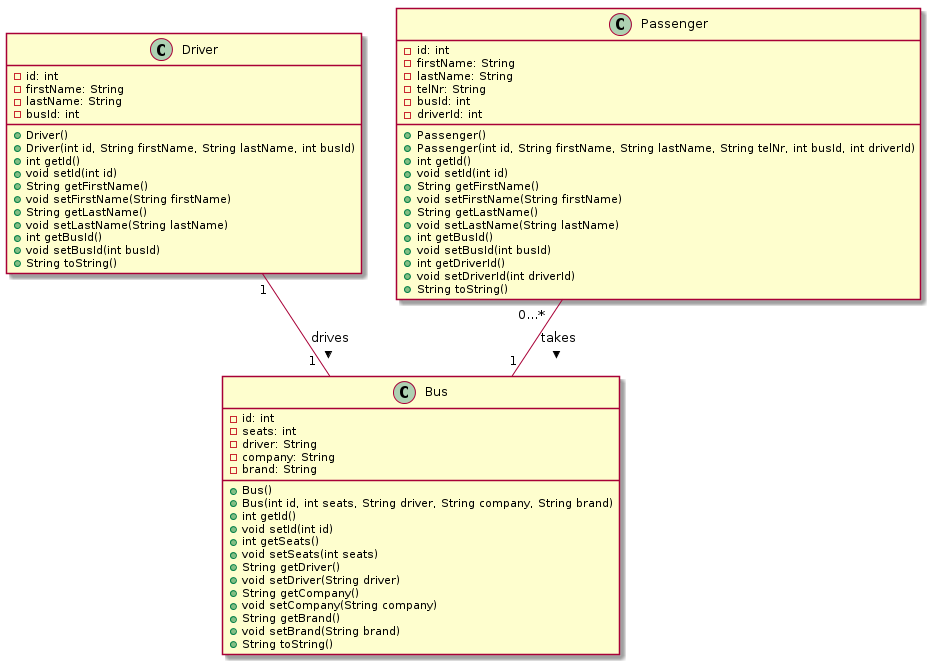 C Driver
id: int
firstName: String
lastName: String
busId: int
Driver()
Driver(int id, String firstName, String lastName, int busId)
int getId()
void setId(int id)
String getFirstName()
void setFirstName(String firstName)
String getLastName()
void setLastName(String lastName)
int getBusId()
void setBusId(int busId)
String toString()
C Passenger
id: int
firstName: String
lastName: String
telNr: String
busId: int
driverId: int
Passenger()
Passenger(int id, String firstName, String lastName, String telNr, int busId, int driverId)
int getId()
void setId(int id)
String getFirstName()
void setFirstName(String firstName)
String getLastName()
void setLastName(String lastName)
int getBusId()
void setBusId(int busId)
int getDriverId()
void setDriverId(int driverId)
String toString()
1
drives
1
0...*
takes
1
C Bus
id: int
seats: int
driver: String
company: String
brand: String
Bus()
Bus(int id, int seats, String driver, String company, String brand)
int getId()
void setId(int id)
int getSeats()
void setSeats(int seats)
String getDriver()
void setDriver(String driver)
String getCompany()
void setCompany(String company)
String getBrand()
void setBrand(String brand)
String toString()